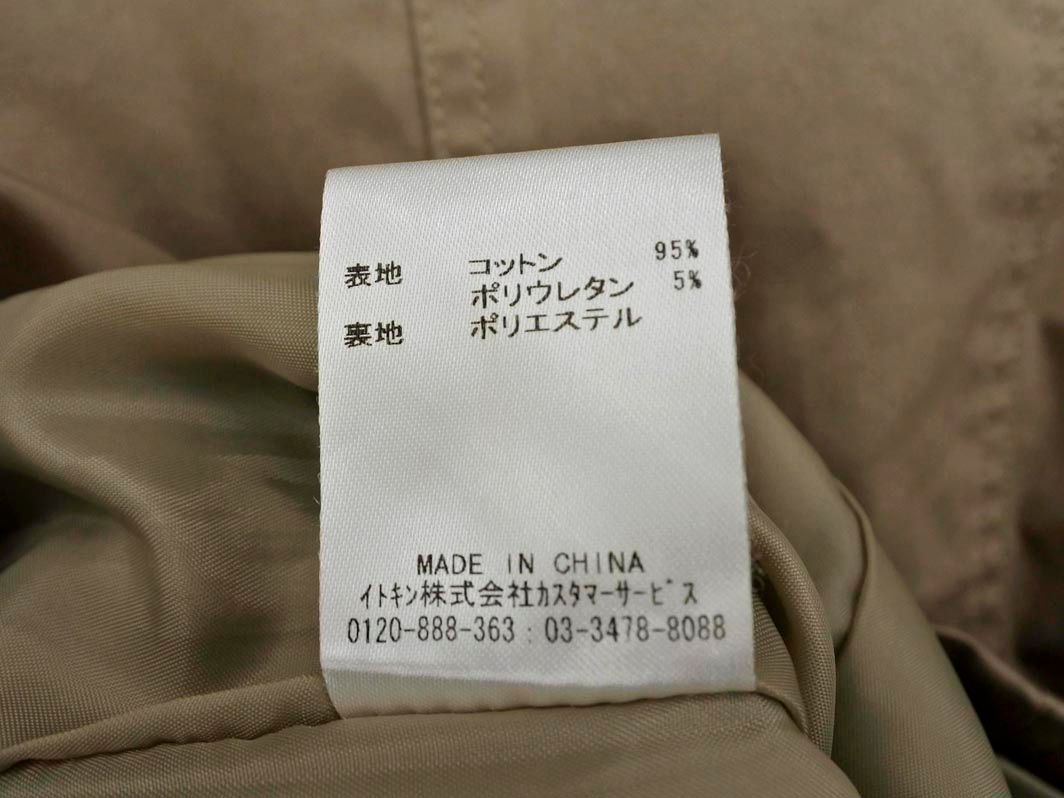 表地 コットン 95%
ポリウレタン 5%
裏地 ポリエステル
MADE IN CHINA
イトキン株式会社カスタマーサービス
0120-888-363 : 03-3478-8088